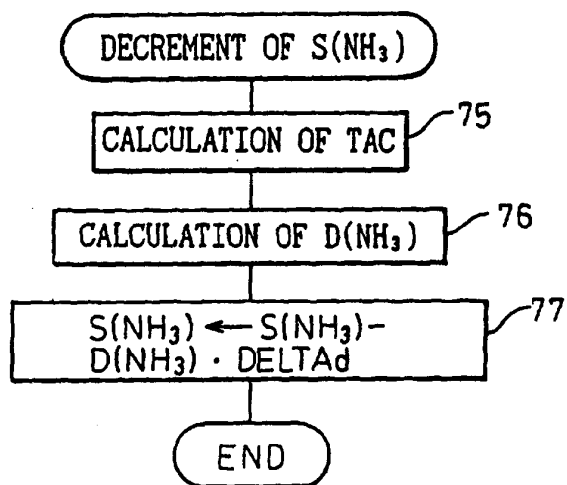 DECREMENT OF S(NH₃)
75
CALCULATION OF TAC
76
CALCULATION OF D(NH₃)
77
S(NH₃) ← S(NH₃)−
D(NH₃) · DELTAd
END